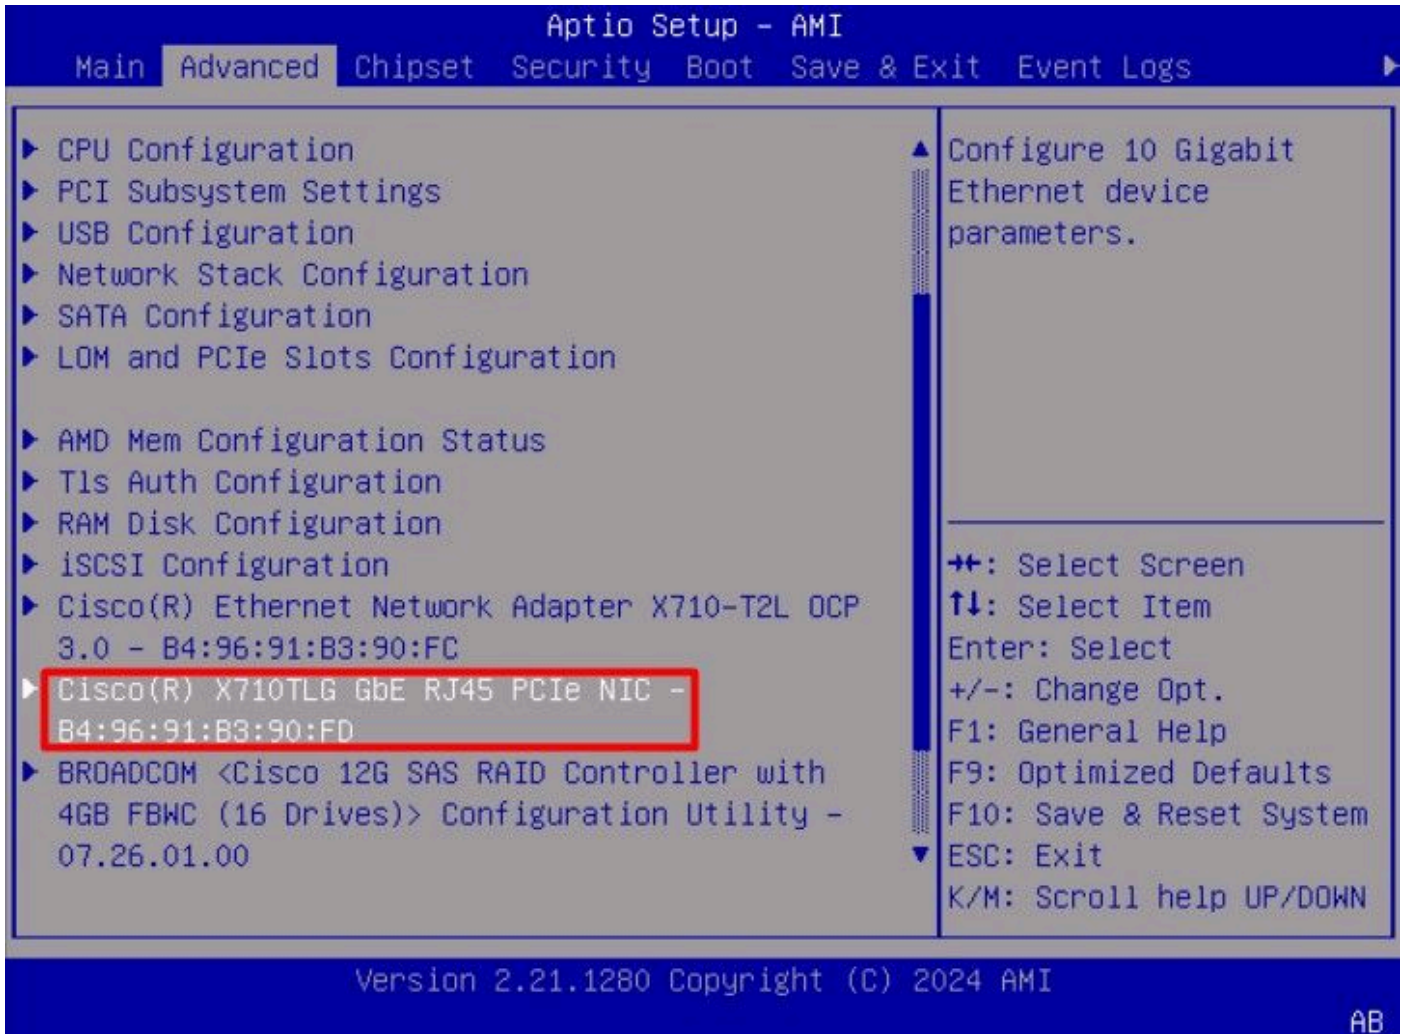 Aptio Setup – AMI
Main Advanced Chipset Security Boot Save & Exit Event Logs
CPU Configuration
PCI Subsystem Settings
USB Configuration
Network Stack Configuration
SATA Configuration
LOM and PCIe Slots Configuration
AMD Mem Configuration Status
Tls Auth Configuration
RAM Disk Configuration
iSCSI Configuration
Cisco(R) Ethernet Network Adapter X710-T2L OCP
3.0 – B4:96:91:B3:90:FC
Cisco(R) X710TLG GbE RJ45 PCIe NIC –
B4:96:91:B3:90:FD
BROADCOM <Cisco 12G SAS RAID Controller with
4GB FBWC (16 Drives)> Configuration Utility –
07.26.01.00
Configure 10 Gigabit
Ethernet device
parameters.
→←: Select Screen
↑↓: Select Item
Enter: Select
+/-: Change Opt.
F1: General Help
F9: Optimized Defaults
F10: Save & Reset System
ESC: Exit
K/M: Scroll help UP/DOWN
Version 2.21.1280 Copyright (C) 2024 AMI
AB